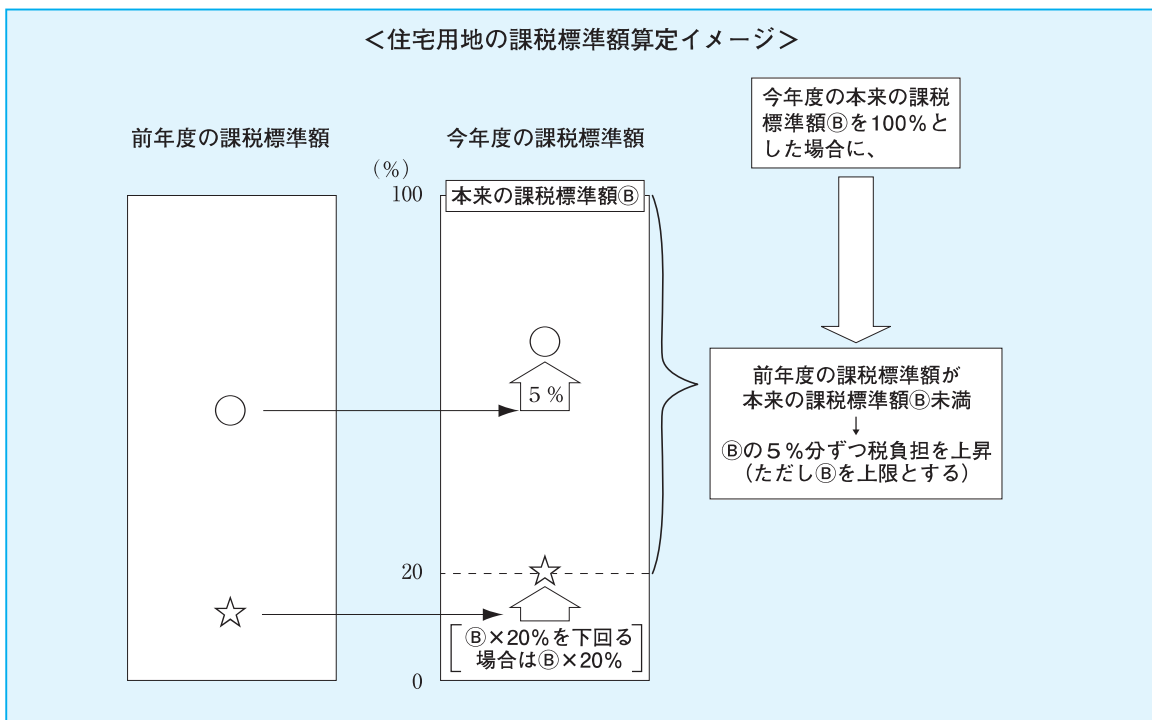 ＜住宅用地の課税標準額算定イメージ＞
前年度の課税標準額
今年度の課税標準額
（%）
100
本来の課税標準額Ⓑ
5 %
20
Ⓑ×20%を下回る
場合はⒷ×20%
0
今年度の本来の課税
標準額Ⓑを100%と
した場合に、
前年度の課税標準額が
本来の課税標準額Ⓑ未満
↓
Ⓑの５%分ずつ税負担を上昇
（ただしⒷを上限とする）